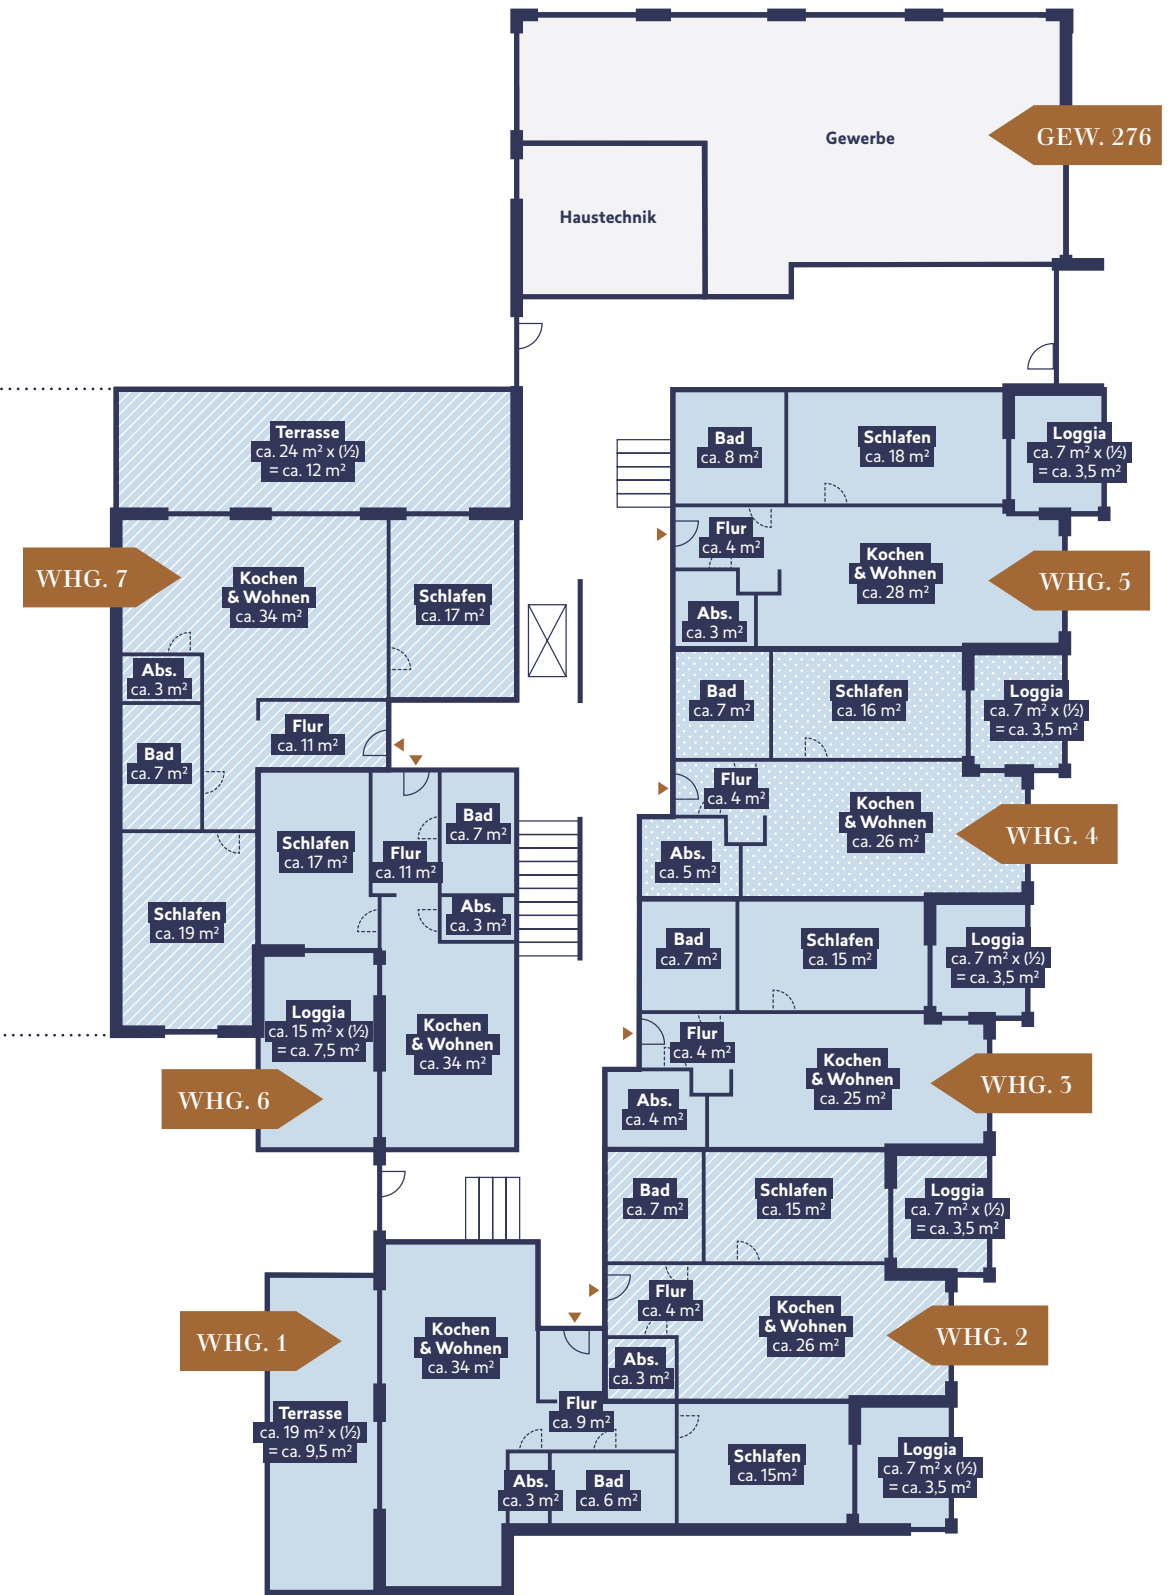 Gewerbe
GEW. 276
Haustechnik
Terrasse
ca. 24 m² x (½)
= ca. 12 m²
WHG. 7
Kochen
& Wohnen
ca. 34 m²
Schlafen
ca. 17 m²
Abs.
ca. 3 m²
Flur
ca. 11 m²
Bad
ca. 7 m²
Schlafen
ca. 19 m²
Bad
ca. 8 m²
Schlafen
ca. 18 m²
Loggia
ca. 7 m² x (½)
= ca. 3,5 m²
Flur
ca. 4 m²
Kochen
& Wohnen
ca. 28 m²
WHG. 5
Abs.
ca. 3 m²
Bad
ca. 7 m²
Schlafen
ca. 16 m²
Loggia
ca. 7 m² x (½)
= ca. 3,5 m²
Flur
ca. 4 m²
Kochen
& Wohnen
ca. 26 m²
WHG. 4
Abs.
ca. 5 m²
Schlafen
ca. 17 m²
Flur
ca. 11 m²
Bad
ca. 7 m²
Abs.
ca. 3 m²
Loggia
ca. 15 m² x (½)
= ca. 7,5 m²
Kochen
& Wohnen
ca. 34 m²
WHG. 6
Bad
ca. 7 m²
Schlafen
ca. 15 m²
Loggia
ca. 7 m² x (½)
= ca. 3,5 m²
Flur
ca. 4 m²
Kochen
& Wohnen
ca. 25 m²
WHG. 3
Abs.
ca. 4 m²
Bad
ca. 7 m²
Schlafen
ca. 15 m²
Loggia
ca. 7 m² x (½)
= ca. 3,5 m²
Flur
ca. 4 m²
Kochen
& Wohnen
ca. 26 m²
WHG. 2
Abs.
ca. 3 m²
WHG. 1
Kochen
& Wohnen
ca. 34 m²
Terrasse
ca. 19 m² x (½)
= ca. 9,5 m²
Flur
ca. 9 m²
Abs.
ca. 3 m²
Bad
ca. 6 m²
Schlafen
ca. 15m²
Loggia
ca. 7 m² x (½)
= ca. 3,5 m²